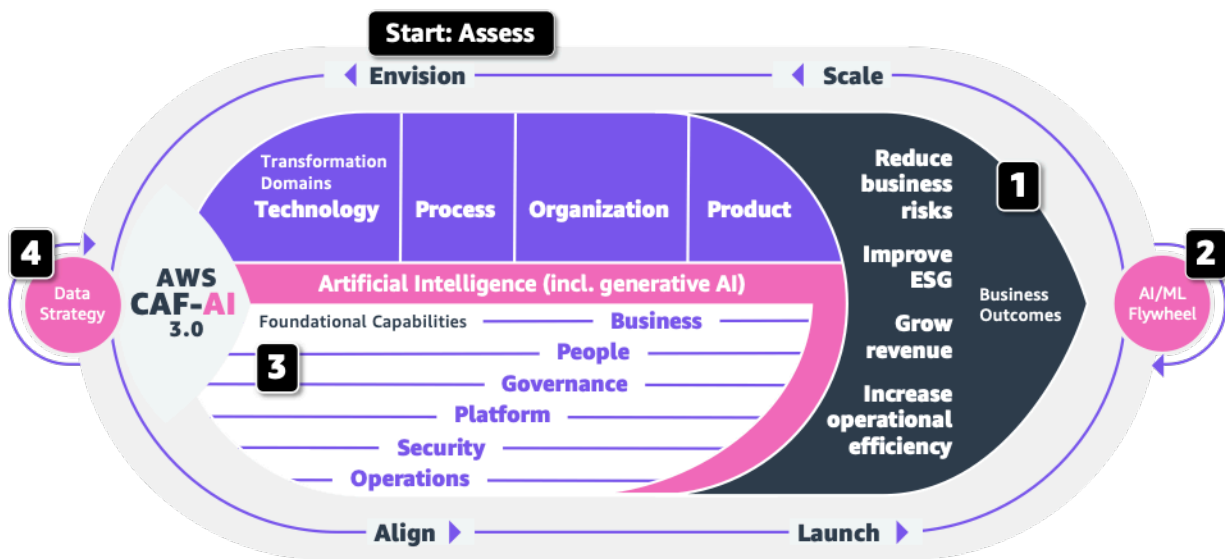 Start: Assess
Envision
Scale
Transformation
Domains
Technology
Process
Organization
Product
Reduce
business
risks
1
Improve
ESG
Grow
revenue
Increase
operational
efficiency
Business
Outcomes
4
Data
Strategy
AWS
CAF-AI
3.0
2
AI/ML
Flywheel
Artificial Intelligence (incl. generative AI)
Foundational Capabilities
Business
3
People
Governance
Platform
Security
Operations
Align
Launch